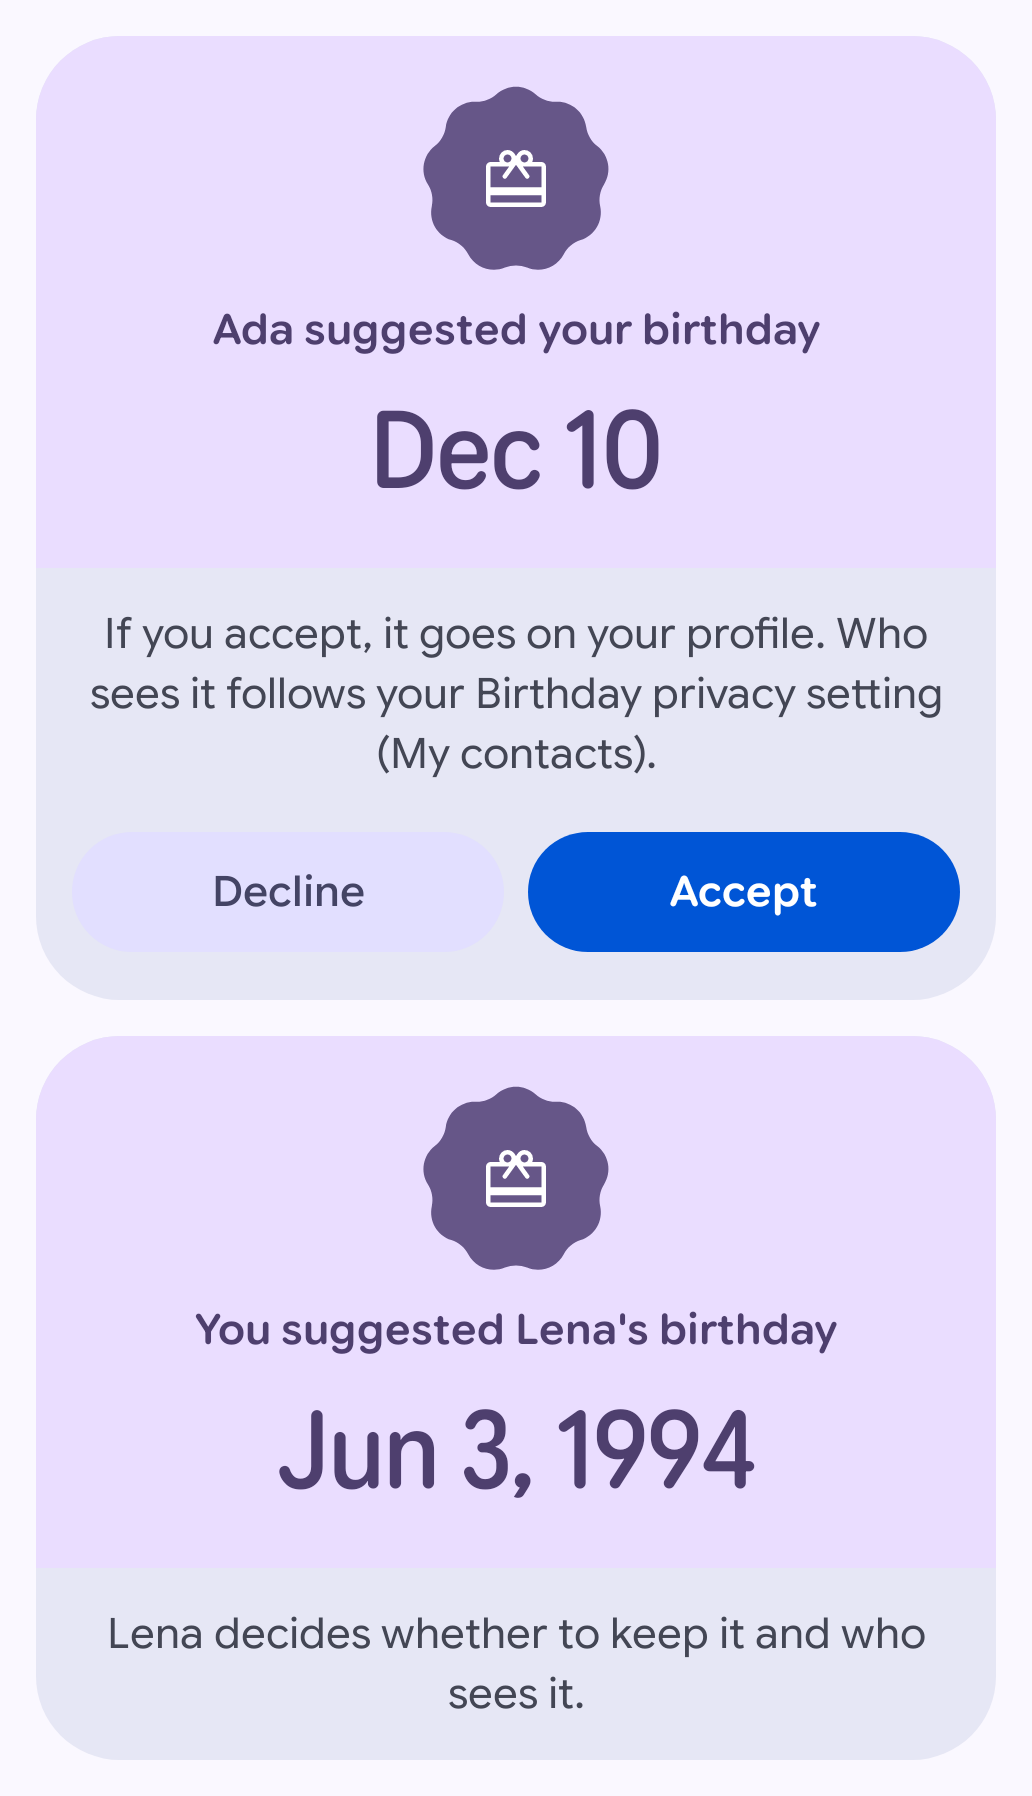 Ada suggested your birthday
Dec 10
If you accept, it goes on your profile. Who
sees it follows your Birthday privacy setting
(My contacts).
Decline
Accept
You suggested Lena's birthday
Jun 3, 1994
Lena decides whether to keep it and who
sees it.